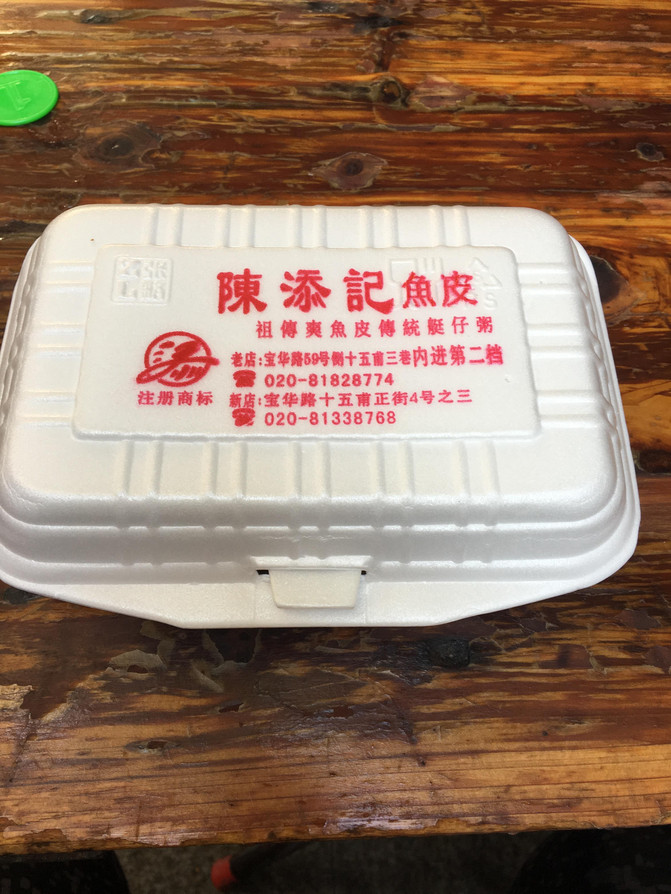 陳添記魚皮
祖傳爽魚皮傳統艇仔粥
老店:宝华路59号侧十五甫三巷内进第二档
☎ 020-81828774
新店:宝华路十五甫正街4号之三
☎ 020-81338768
注册商标